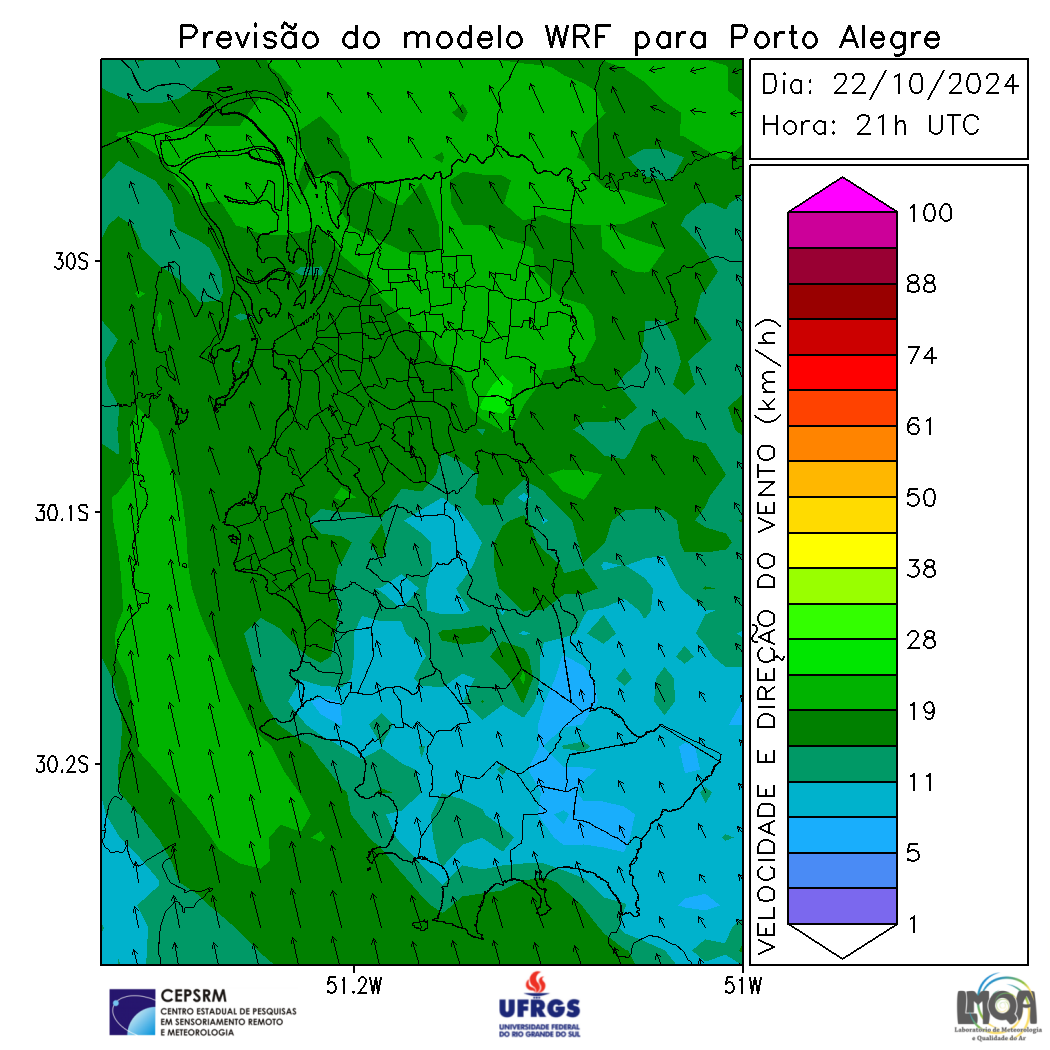 Previsão do modelo WRF para Porto Alegre
Dia: 22/10/2024
Hora: 21h UTC
30S
30.1S
30.2S
51.2W
51W
VELOCIDADE E DIREÇÃO DO VENTO (km/h)
100
88
74
61
50
38
28
19
11
5
1
CEPSRM
CENTRO ESTADUAL DE PESQUISAS
EM SENSORIAMENTO REMOTO
E METEOROLOGIA
UFRGS
UNIVERSIDADE FEDERAL
DO RIO GRANDE DO SUL
LMQA
Laboratório de Meteorologia
e Qualidade do Ar